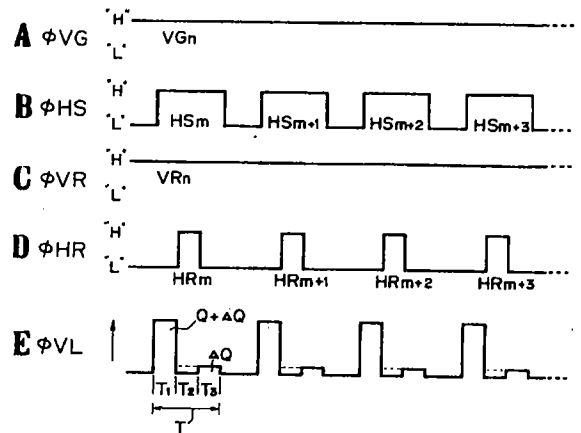 "H"
A φVG VGn
"L"
"H"
B φHS
"L" HSm HSm+1 HSm+2 HSm+3
"H"
C φVR VRn
"L"
"H"
D φHR
"L"
HRm HRm+1 HRm+2 HRm+3
Q+ΔQ
E φVL ΔQ
T1 T2 T3
T